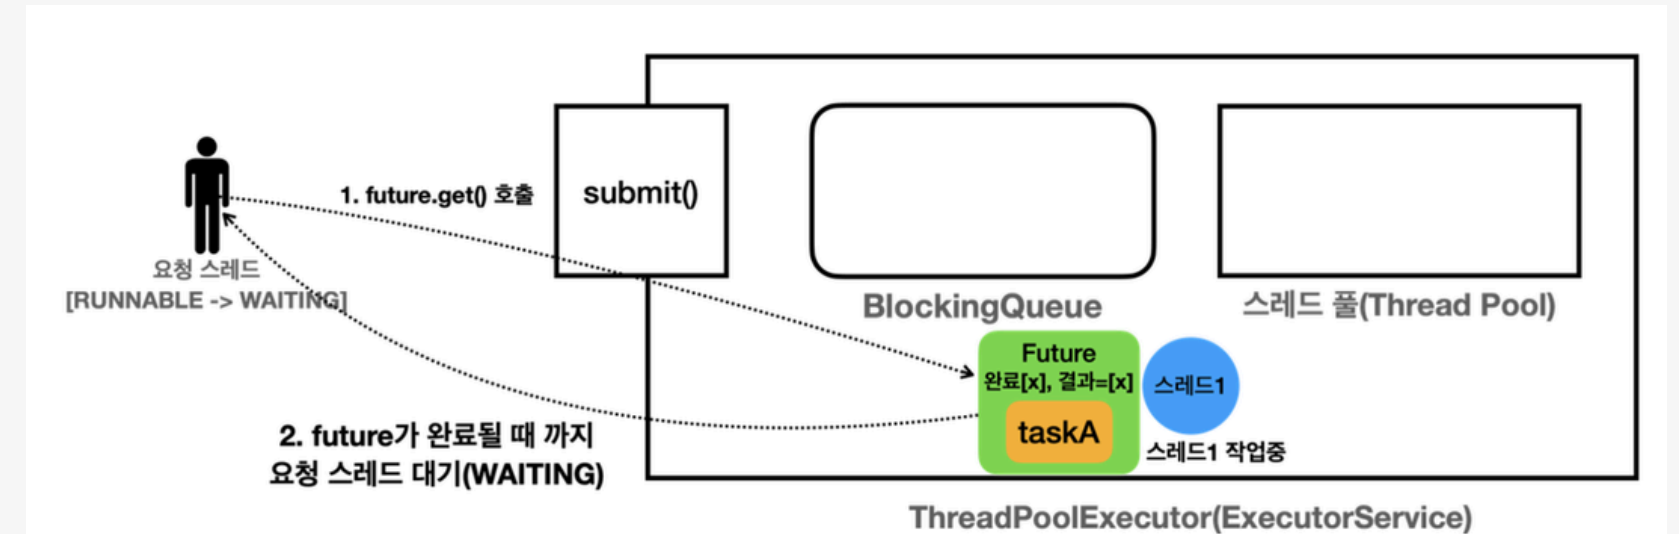 1. future.get() 호출
submit()
요청 스레드
[RUNNABLE -> WAITING]
BlockingQueue
스레드 풀(Thread Pool)
Future
완료[x], 결과=[x]
taskA
스레드1
스레드1 작업중
2. future가 완료될 때 까지
요청 스레드 대기(WAITING)
ThreadPoolExecutor(ExecutorService)